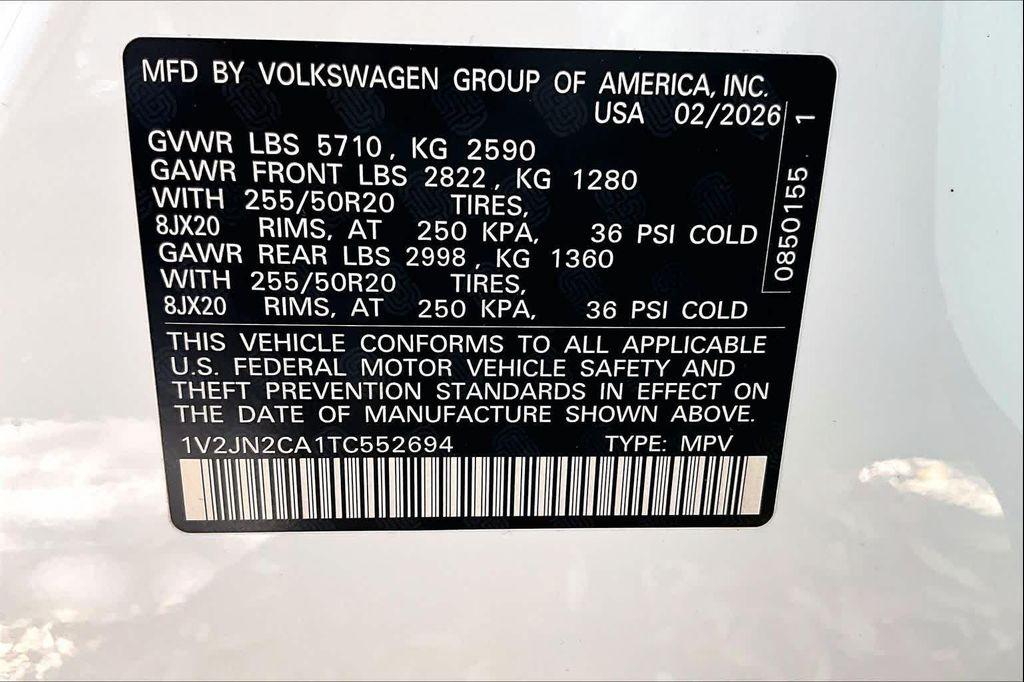 MFD BY VOLKSWAGEN GROUP OF AMERICA, INC.
USA 02/2026
GVWR LBS 5710, KG 2590
GAWR FRONT LBS 2822, KG 1280
WITH 255/50R20 TIRES,
8JX20 RIMS, AT 250 KPA, 36 PSI COLD
GAWR REAR LBS 2998, KG 1360
WITH 255/50R20 TIRES,
8JX20 RIMS, AT 250 KPA, 36 PSI COLD
0850155 1
THIS VEHICLE CONFORMS TO ALL APPLICABLE
U.S. FEDERAL MOTOR VEHICLE SAFETY AND
THEFT PREVENTION STANDARDS IN EFFECT ON
THE DATE OF MANUFACTURE SHOWN ABOVE.
1V2JN2CA1TC552694 TYPE: MPV